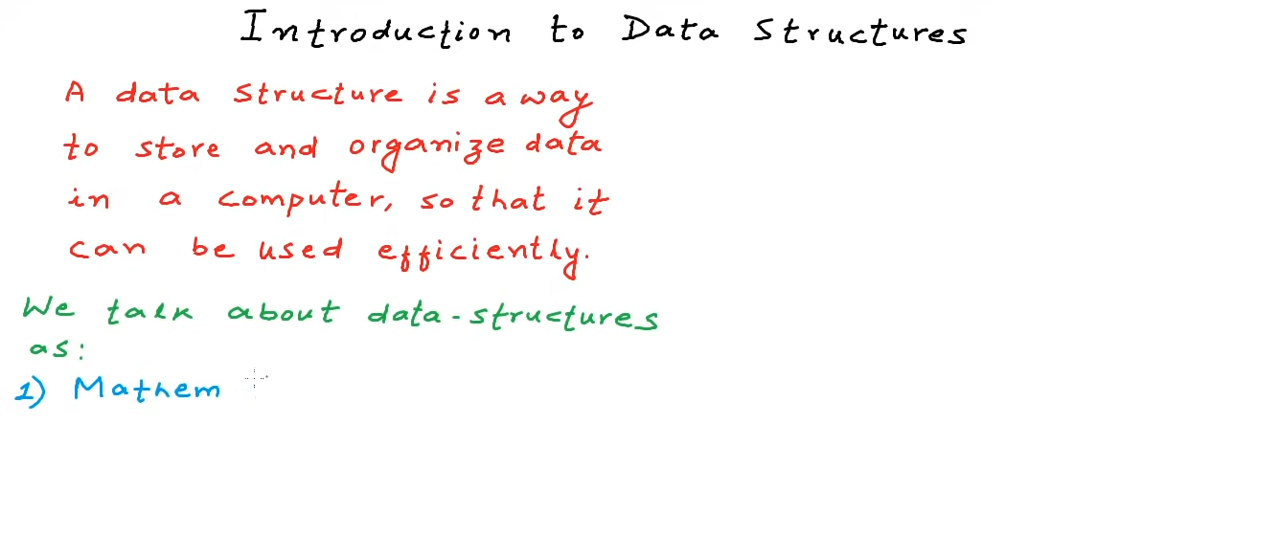 Introduction to Data Structures
A data structure is a way
to store and organize data
in a computer, so that it
can be used efficiently.
We talk about data-structures
as:
1) Mathem